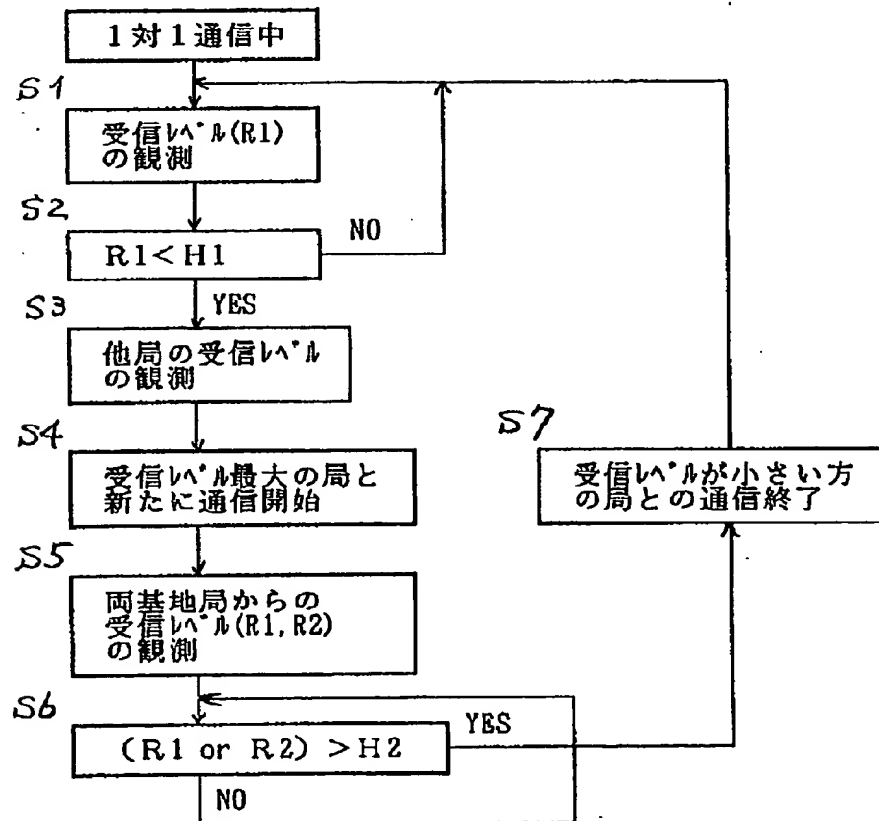 1対1通信中
S1
受信ﾚﾍﾞﾙ(R1)
の観測
S2
R1<H1
NO
YES
S3
他局の受信ﾚﾍﾞﾙ
の観測
S4
受信ﾚﾍﾞﾙ最大の局と
新たに通信開始
S7
受信ﾚﾍﾞﾙが小さい方
の局との通信終了
S5
両基地局からの
受信ﾚﾍﾞﾙ(R1,R2)
の観測
S6
(R1 or R2) >H2
YES
NO